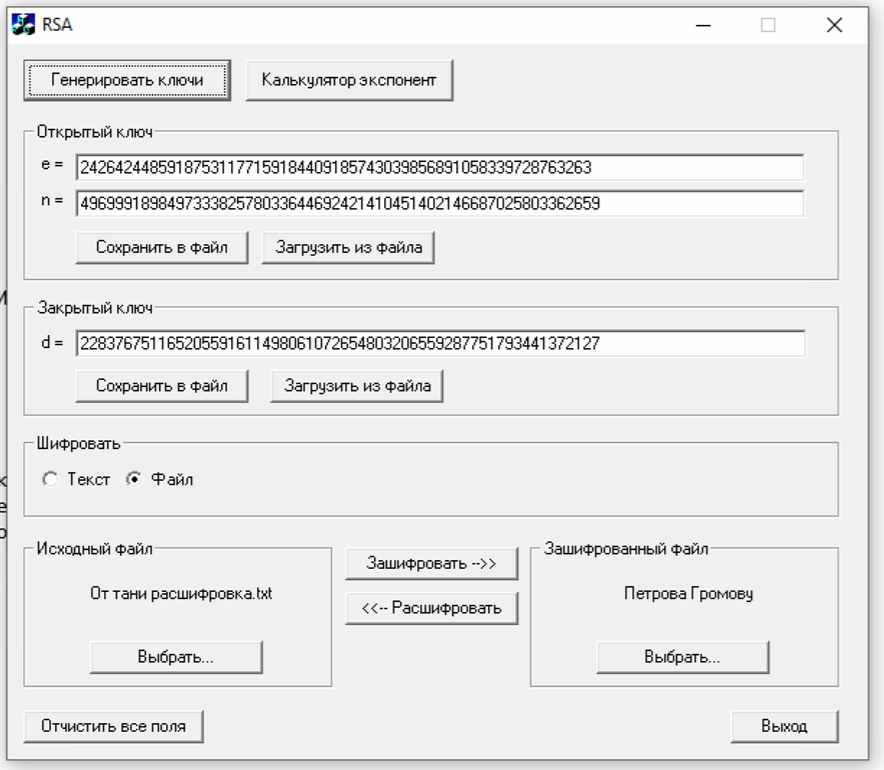 RSA
Генерировать ключи Калькулятор экспонент
Открытый ключ
e = 24264244859187531177159184409185743039856891058339728763263
n = 496999189849733382578033644692421410451402146687025803362659
Сохранить в файл Загрузить из файла
Закрытый ключ
d = 228376751165205591611498061072654803206559287751793441372127
Сохранить в файл Загрузить из файла
Шифровать
Текст Файл
Исходный файл Зашифрованный файл
Зашифровать -->>
От тани расшифровка.txt Петрова Громову
<<-- Расшифровать
Выбрать... Выбрать...
Отчистить все поля Выход